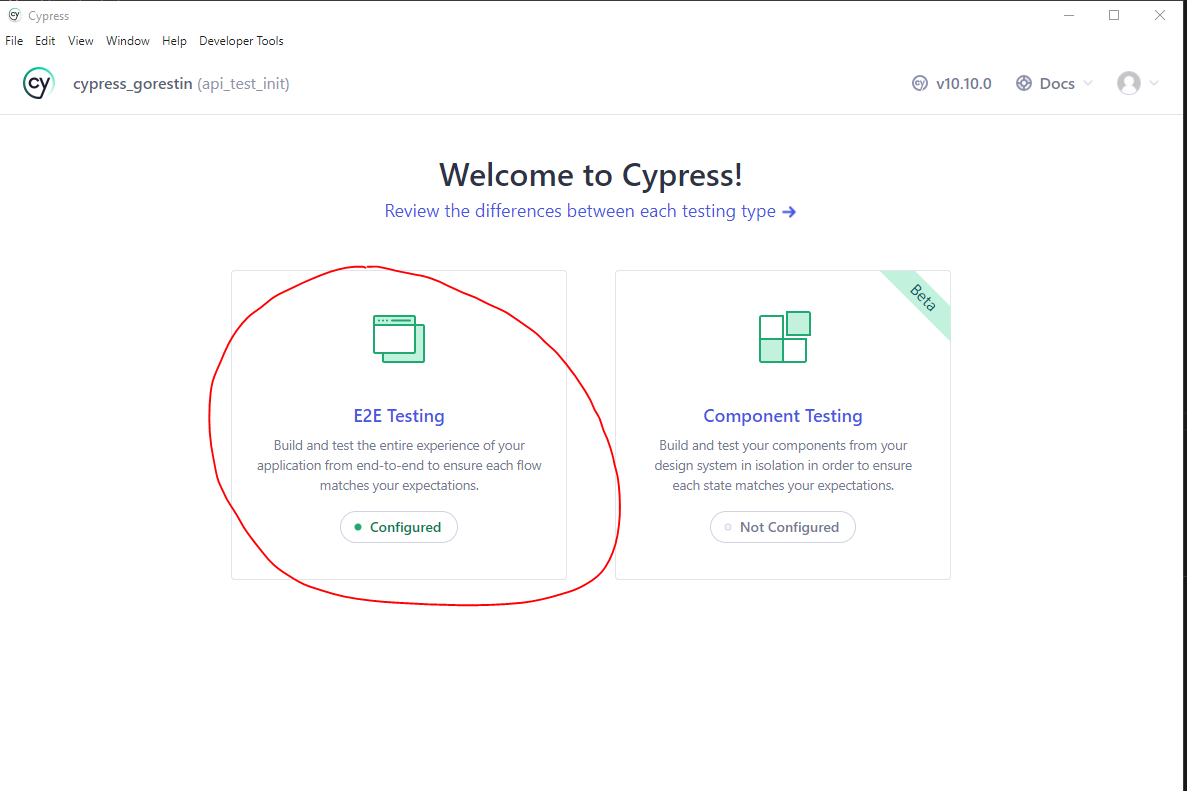 Cypress
File Edit View Window Help Developer Tools
cy cypress_gorestin (api_test_init) v10.10.0 Docs
Welcome to Cypress!
Review the differences between each testing type →
Beta
E2E Testing
Build and test the entire experience of your
application from end-to-end to ensure each flow
matches your expectations.
Configured
Component Testing
Build and test your components from your
design system in isolation in order to ensure
each state matches your expectations.
Not Configured